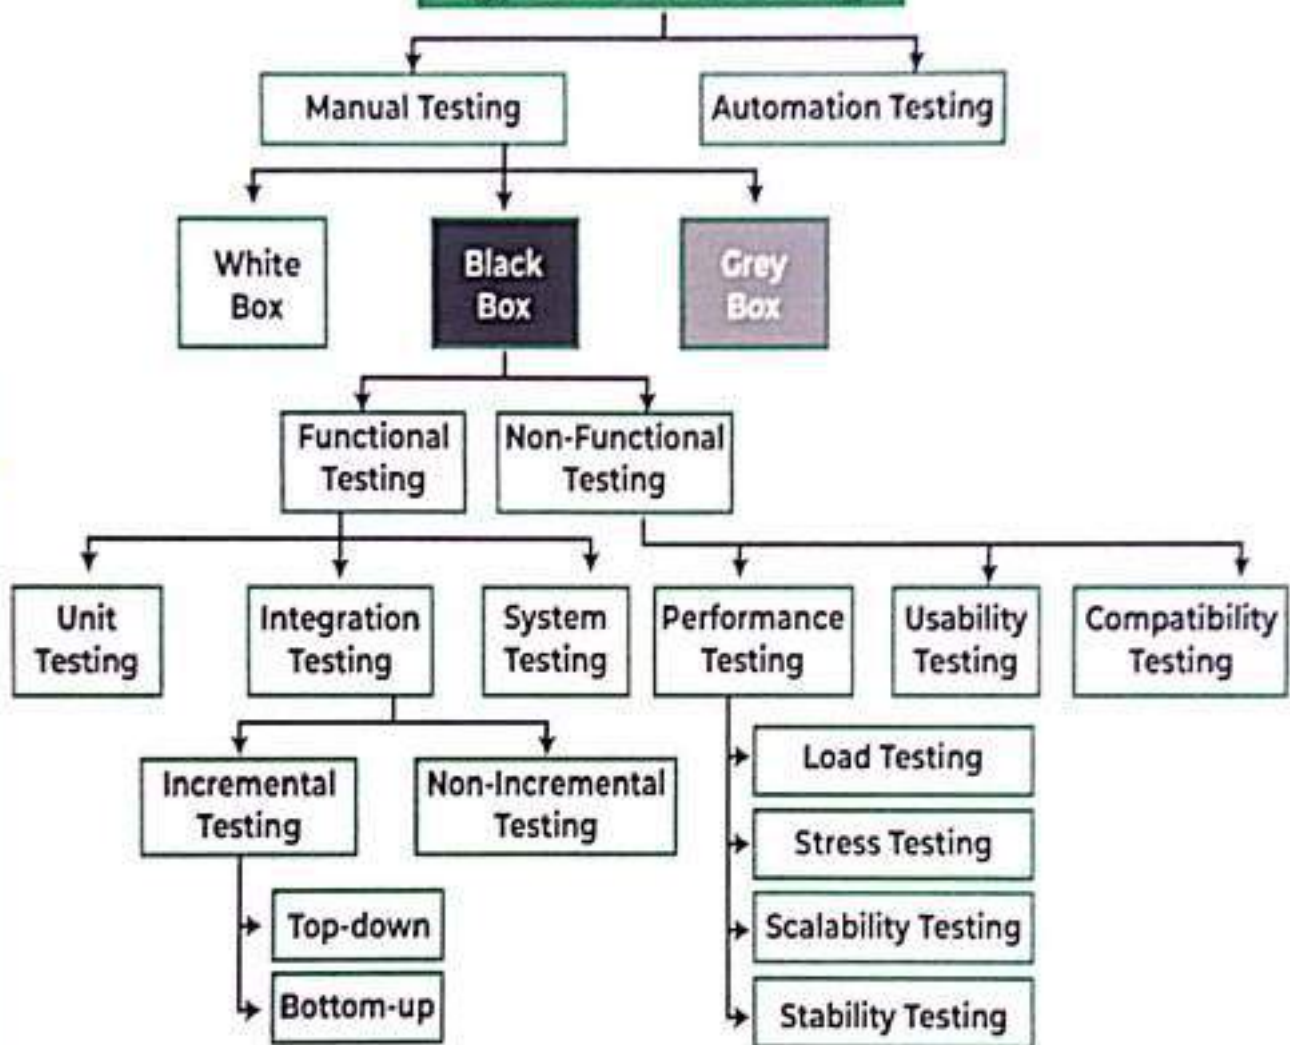 Manual Testing
Automation Testing
White
Box
Black
Box
Grey
Box
Functional
Testing
Non-Functional
Testing
Unit
Testing
Integration
Testing
System
Testing
Performance
Testing
Usability
Testing
Compatibility
Testing
Incremental
Testing
Non-Incremental
Testing
Load Testing
Stress Testing
Scalability Testing
Stability Testing
Top-down
Bottom-up